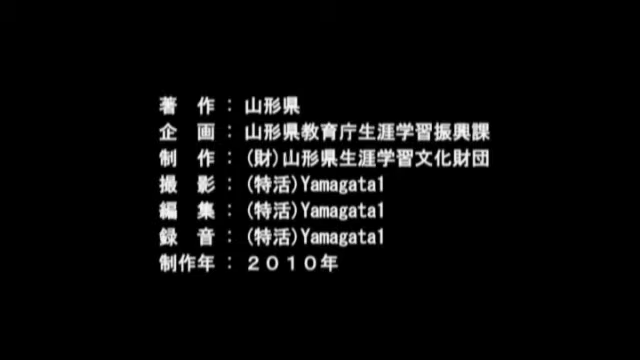 著　作：山形県
企　画：山形県教育庁生涯学習振興課
制　作：(財)山形県生涯学習文化財団
撮　影：(特活)Yamagata1
編　集：(特活)Yamagata1
録　音：(特活)Yamagata1
制作年：２０１０年